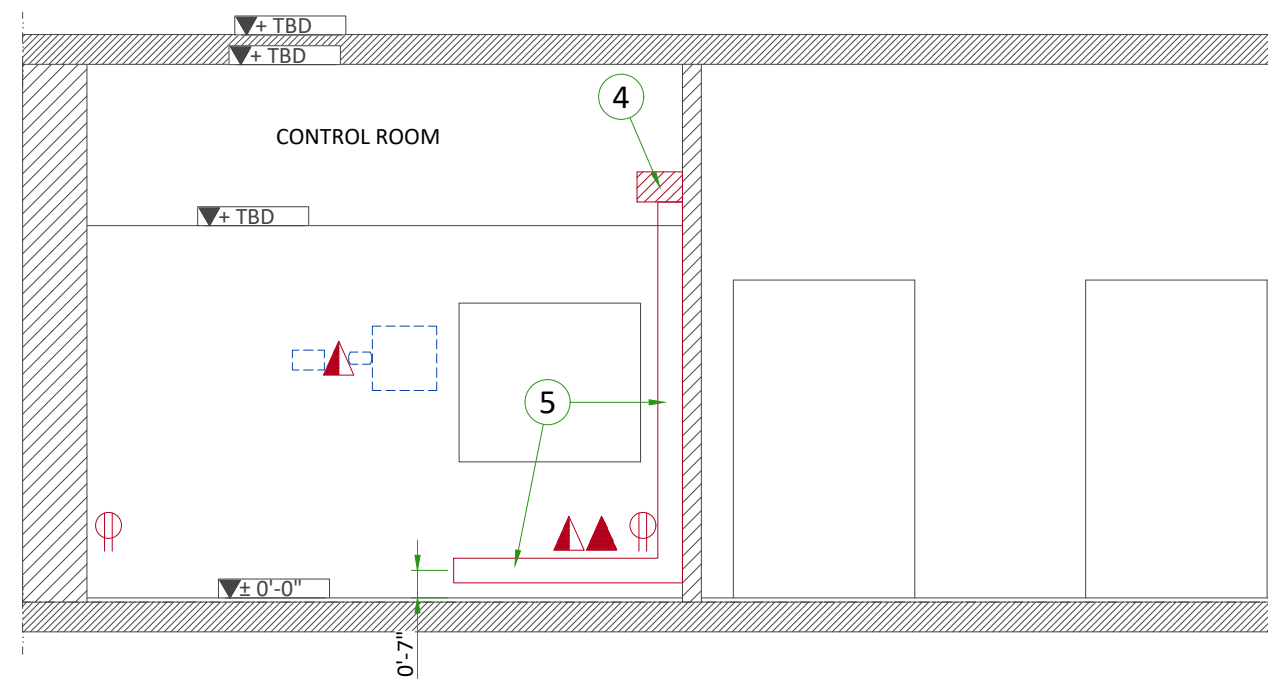 + TBD
+ TBD
4
CONTROL ROOM
+ TBD
5
± 0'-0"
0'-7"